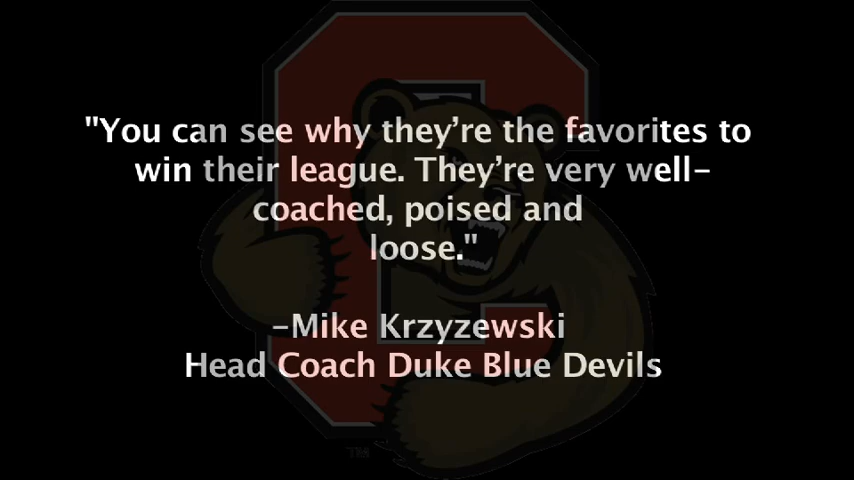 "You can see why they’re the favorites to
win their league. They’re very well-
coached, poised and
loose."
-Mike Krzyzewski
Head Coach Duke Blue Devils
TM